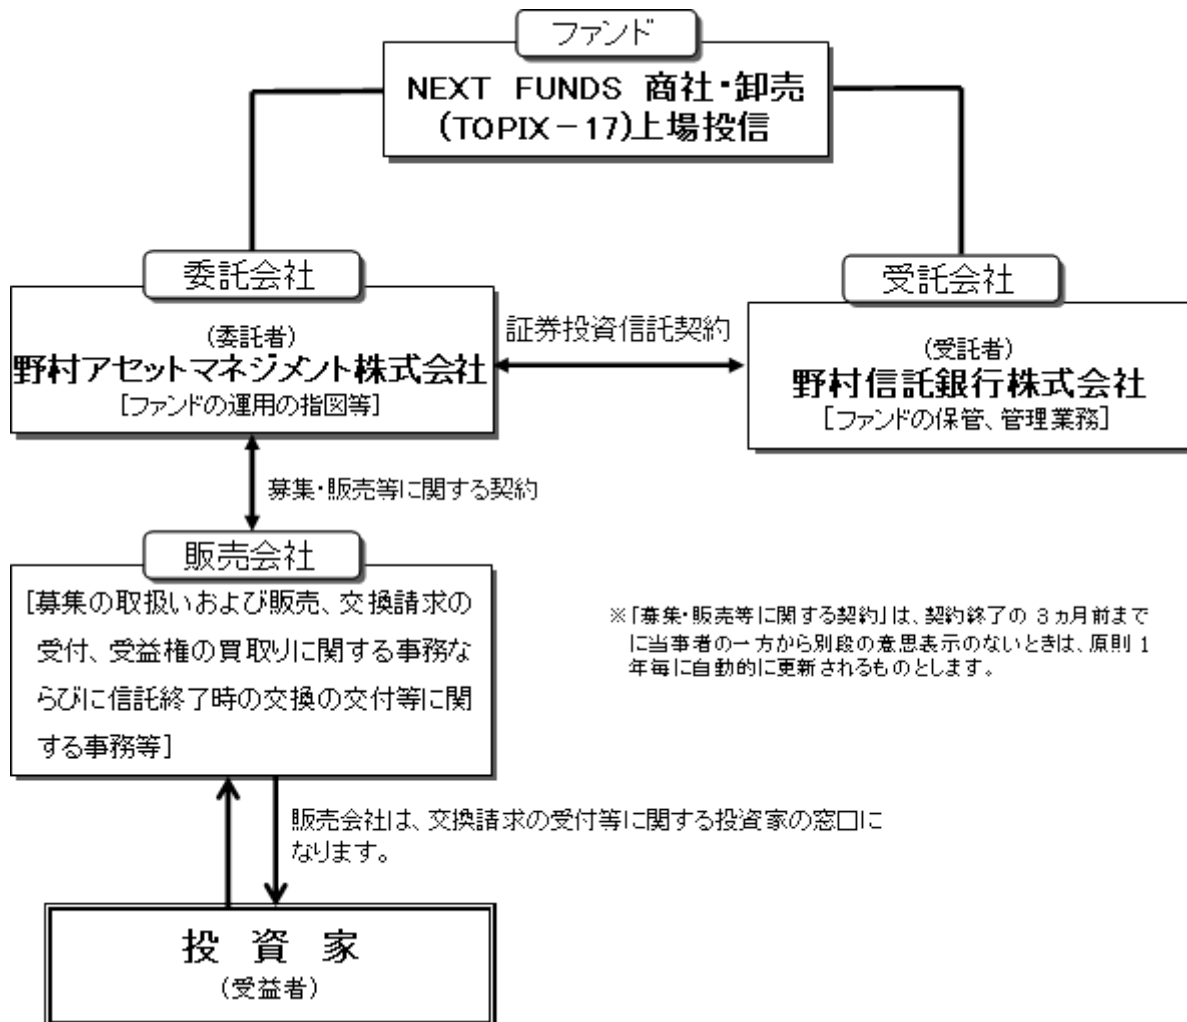 ファンド
NEXT FUNDS 商社・卸売
(TOPIX－17)上場投信
委託会社
(委託者)
野村アセットマネジメント株式会社
[ファンドの運用の指図等]
証券投資信託契約
受託会社
(受託者)
野村信託銀行株式会社
[ファンドの保管、管理業務]
募集・販売等に関する契約
販売会社
[募集の取扱いおよび販売、交換請求の
受付、受益権の買取りに関する事務な
らびに信託終了時の交換の交付等に関
する事務等]
※「募集・販売等に関する契約」は、契約終了の 3ヵ月前まで
に当事者の一方から別段の意思表示のないときは、原則 1
年毎に自動的に更新されるものとします。
販売会社は、交換請求の受付等に関する投資家の窓口に
なります。
投 資 家
(受益者)